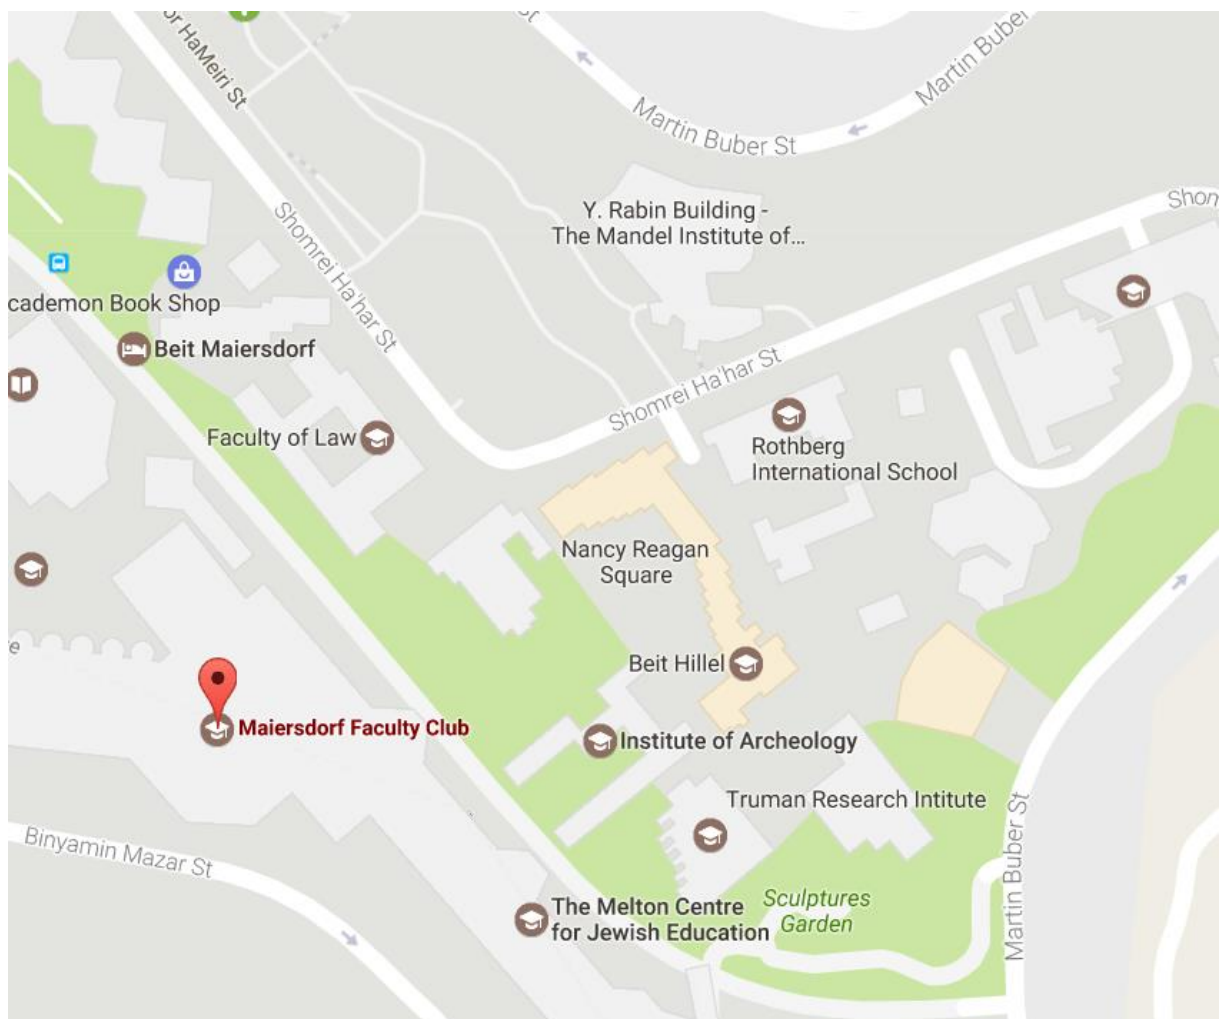 or HaMeiri St
St
Martin Buber
Martin Buber St
Shomrei Ha'har St
Y. Rabin Building -
The Mandel Institute of...
Shom
cademon Book Shop
Beit Maiersdorf
Shomrei Ha'har St
Faculty of Law
Rothberg
International School
Nancy Reagan
Square
e
Beit Hillel
Maiersdorf Faculty Club
Institute of Archeology
Truman Research Intitute
Binyamin Mazar St
Martin Buber St
The Melton Centre
for Jewish Education
Sculptures
Garden